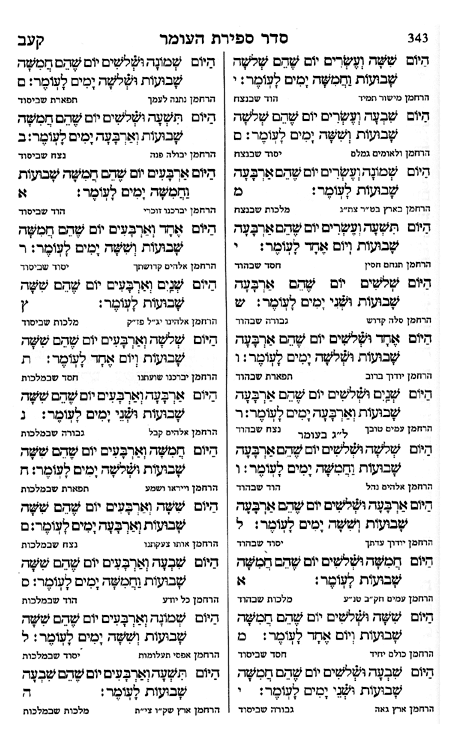 343
סדר ספירת העומר
קעב
הַיּוֹם שִׁשָּׁה וְעֶשְׂרִים יוֹם שֶׁהֵם שְׁלֹשָׁה
שָׁבוּעוֹת וַחֲמִשָּׁה יָמִים לָעֽוֹמֶר: י
הרחמן מישור תמיד הוד שבנצח
הַיּוֹם שִׁבְעָה וְעֶשְׂרִים יוֹם שֶׁהֵם שְׁלֹשָׁה
שָׁבוּעוֹת וְשִׁשָּׁה יָמִים לָעֽוֹמֶר: ם
הרחמן ולאומים גמלם יסוד שבנצח
הַיּוֹם שְׁמוֹנָה וְעֶשְׂרִים יוֹם שֶׁהֵם אַרְבָּעָה
שָׁבוּעוֹת לָעֽוֹמֶר: מ
הרחמן בארץ בט״ר צת״ג מלכות שבנצח
הַיּוֹם תִּשְׁעָה וְעֶשְׂרִים יוֹם שֶׁהֵם אַרְבָּעָה
שָׁבוּעוֹת וְיוֹם אֶחָד לָעֽוֹמֶר: י
הרחמן תנחם חסין חסד שבהוד
הַיּוֹם שְׁלֹשִׁים יוֹם שֶׁהֵם אַרְבָּעָה
שָׁבוּעוֹת וּשְׁנֵי יָמִים לָעֽוֹמֶר: ש
הרחמן סלה קדוש גבורה שבהוד
הַיּוֹם אֶחָד וּשְׁלֹשִׁים יוֹם שֶׁהֵם אַרְבָּעָה
שָׁבוּעוֹת וּשְׁלֹשָׁה יָמִים לָעֽוֹמֶר: ו
הרחמן יודוך ברוב תפארת שבהוד
הַיּוֹם שְׁנַיִם וּשְׁלֹשִׁים יוֹם שֶׁהֵם אַרְבָּעָה
שָׁבוּעוֹת וְאַרְבָּעָה יָמִים לָעֽוֹמֶר: ר
הרחמן עמים טובך נצח שבהוד
ל״ג בעומר
הַיּוֹם שְׁלֹשָׁה וּשְׁלֹשִׁים יוֹם שֶׁהֵם אַרְבָּעָה
שָׁבוּעוֹת וַחֲמִשָּׁה יָמִים לָעֽוֹמֶר: ו
הרחמן אלהים נהל הוד שבהוד
הַיּוֹם אַרְבָּעָה וּשְׁלֹשִׁים יוֹם שֶׁהֵם אַרְבָּעָה
שָׁבוּעוֹת וְשִׁשָּׁה יָמִים לָעֽוֹמֶר: ל
הרחמן יודוך עדתך יסוד שבהוד
הַיּוֹם חֲמִשָּׁה וּשְׁלֹשִׁים יוֹם שֶׁהֵם חֲמִשָּׁה
שָׁבוּעוֹת לָעֽוֹמֶר: א
הרחמן עמים חק״ב טנ״ע מלכות שבהוד
הַיּוֹם שִׁשָּׁה וּשְׁלֹשִׁים יוֹם שֶׁהֵם חֲמִשָּׁה
שָׁבוּעוֹת וְיוֹם אֶחָד לָעֽוֹמֶר: מ
הרחמן כולם יחיד חסד שביסוד
הַיּוֹם שִׁבְעָה וּשְׁלֹשִׁים יוֹם שֶׁהֵם חֲמִשָּׁה
שָׁבוּעוֹת וּשְׁנֵי יָמִים לָעֽוֹמֶר: י
הרחמן ארץ גאה גבורה שביסוד
הַיּוֹם שְׁמוֹנָה וּשְׁלֹשִׁים יוֹם שֶׁהֵם חֲמִשָּׁה
שָׁבוּעוֹת וּשְׁלֹשָׁה יָמִים לָעֽוֹמֶר: ם
הרחמן נתנה לעמך תפארת שביסוד
הַיּוֹם תִּשְׁעָה וּשְׁלֹשִׁים יוֹם שֶׁהֵם חֲמִשָּׁה
שָׁבוּעוֹת וְאַרְבָּעָה יָמִים לָעֽוֹמֶר: ב
הרחמן יבולה פנה נצח שביסוד
הַיּוֹם אַרְבָּעִים יוֹם שֶׁהֵם חֲמִשָּׁה שָׁבוּעוֹת
וַחֲמִשָּׁה יָמִים לָעֽוֹמֶר: א
הרחמן יברכנו זוכרי הוד שביסוד
הַיּוֹם אֶחָד וְאַרְבָּעִים יוֹם שֶׁהֵם חֲמִשָּׁה
שָׁבוּעוֹת וְשִׁשָּׁה יָמִים לָעֽוֹמֶר: ר
הרחמן אלהים קדושתך יסוד שביסוד
הַיּוֹם שְׁנַיִם וְאַרְבָּעִים יוֹם שֶׁהֵם שִׁשָּׁה
שָׁבוּעוֹת לָעֽוֹמֶר: ץ
הרחמן אלהינו יג״ל פז״ק מלכות שביסוד
הַיּוֹם שְׁלֹשָׁה וְאַרְבָּעִים יוֹם שֶׁהֵם שִׁשָּׁה
שָׁבוּעוֹת וְיוֹם אֶחָד לָעֽוֹמֶר: ת
הרחמן יברכנו שועתנו חסד שבמלכות
הַיּוֹם אַרְבָּעָה וְאַרְבָּעִים יוֹם שֶׁהֵם שִׁשָּׁה
שָׁבוּעוֹת וּשְׁנֵי יָמִים לָעֽוֹמֶר: נ
הרחמן אלהים קבל גבורה שבמלכות
הַיּוֹם חֲמִשָּׁה וְאַרְבָּעִים יוֹם שֶׁהֵם שִׁשָּׁה
שָׁבוּעוֹת וּשְׁלֹשָׁה יָמִים לָעֽוֹמֶר: ח
הרחמן וייראו ושמע תפארת שבמלכות
הַיּוֹם שִׁשָּׁה וְאַרְבָּעִים יוֹם שֶׁהֵם שִׁשָּׁה
שָׁבוּעוֹת וְאַרְבָּעָה יָמִים לָעֽוֹמֶר: ם
הרחמן אותו צעקתנו נצח שבמלכות
הַיּוֹם שִׁבְעָה וְאַרְבָּעִים יוֹם שֶׁהֵם שִׁשָּׁה
שָׁבוּעוֹת וַחֲמִשָּׁה יָמִים לָעֽוֹמֶר: ס
הרחמן כל יודע הוד שבמלכות
הַיּוֹם שְׁמוֹנָה וְאַרְבָּעִים יוֹם שֶׁהֵם שִׁשָּׁה
שָׁבוּעוֹת וְשִׁשָּׁה יָמִים לָעֽוֹמֶר: ל
הרחמן אפסי תעלומות יסוד שבמלכות
הַיּוֹם תִּשְׁעָה וְאַרְבָּעִים יוֹם שֶׁהֵם שִׁבְעָה
שָׁבוּעוֹת לָעֽוֹמֶר: ה
הרחמן ארץ שק״ו צי״ת מלכות שבמלכות